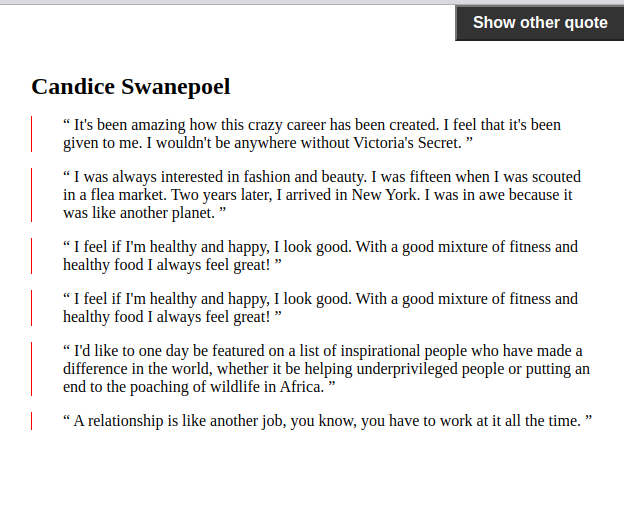 Show other quote
Candice Swanepoel
“ It's been amazing how this crazy career has been created. I feel that it's been
given to me. I wouldn't be anywhere without Victoria's Secret. ”
“ I was always interested in fashion and beauty. I was fifteen when I was scouted
in a flea market. Two years later, I arrived in New York. I was in awe because it
was like another planet. ”
“ I feel if I'm healthy and happy, I look good. With a good mixture of fitness and
healthy food I always feel great! ”
“ I feel if I'm healthy and happy, I look good. With a good mixture of fitness and
healthy food I always feel great! ”
“ I'd like to one day be featured on a list of inspirational people who have made a
difference in the world, whether it be helping underprivileged people or putting an
end to the poaching of wildlife in Africa. ”
“ A relationship is like another job, you know, you have to work at it all the time. ”